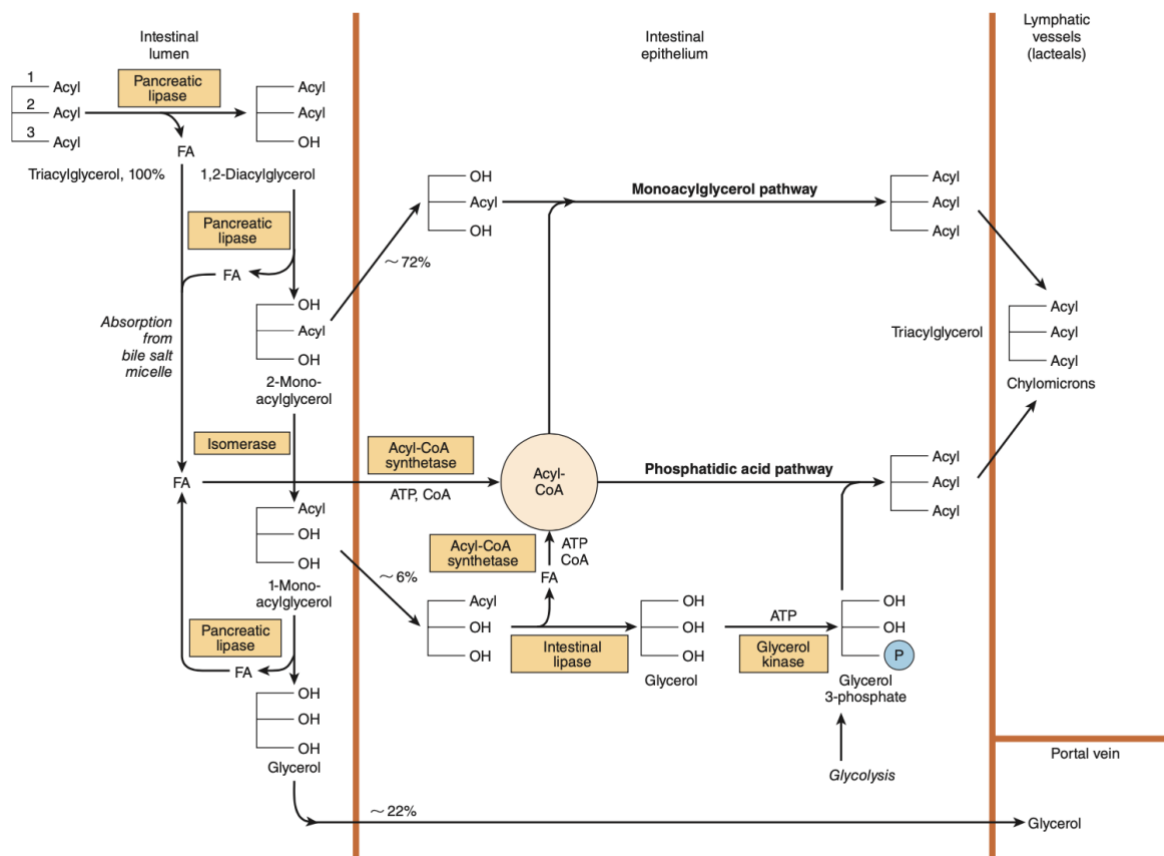 Intestinal
lumen
Intestinal
epithelium
Lymphatic
vessels
(lacteals)
1
Acyl
2
Acyl
3
Acyl
Pancreatic
lipase
Acyl
Acyl
OH
FA
Triacylglycerol, 100%
1,2-Diacylglycerol
Pancreatic
lipase
FA
OH
Acyl
OH
2-Mono-
acylglycerol
Absorption
from
bile salt
micelle
~72%
OH
Acyl
OH
Monoacylglycerol pathway
Acyl
Acyl
Acyl
Triacylglycerol
Acyl
Acyl
Acyl
Chylomicrons
Isomerase
FA
Acyl-CoA
synthetase
ATP, CoA
Acyl-
CoA
Phosphatidic acid pathway
Acyl
Acyl
Acyl
Acyl
OH
OH
1-Mono-
acylglycerol
~6%
Acyl-CoA
synthetase
ATP
CoA
FA
Acyl
OH
OH
Intestinal
lipase
OH
OH
OH
Glycerol
ATP
Glycerol
kinase
OH
OH
P
Glycerol
3-phosphate
Glycolysis
Pancreatic
lipase
FA
OH
OH
OH
Glycerol
~22%
Portal vein
Glycerol